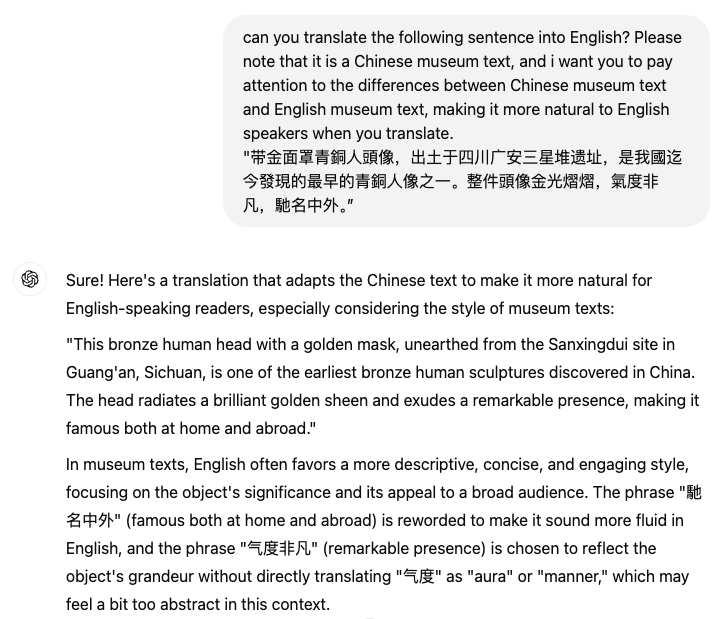 can you translate the following sentence into English? Please
note that it is a Chinese museum text, and i want you to pay
attention to the differences between Chinese museum text
and English museum text, making it more natural to English
speakers when you translate.
"带金面罩青銅人頭像，出土于四川广安三星堆遗址，是我國迄
今發現的最早的青銅人像之一。整件頭像金光熠熠，氣度非
凡，馳名中外。”
Sure! Here's a translation that adapts the Chinese text to make it more natural for
English-speaking readers, especially considering the style of museum texts:
"This bronze human head with a golden mask, unearthed from the Sanxingdui site in
Guang'an, Sichuan, is one of the earliest bronze human sculptures discovered in China.
The head radiates a brilliant golden sheen and exudes a remarkable presence, making it
famous both at home and abroad."
In museum texts, English often favors a more descriptive, concise, and engaging style,
focusing on the object's significance and its appeal to a broad audience. The phrase "馳
名中外" (famous both at home and abroad) is reworded to make it sound more fluid in
English, and the phrase "气度非凡" (remarkable presence) is chosen to reflect the
object's grandeur without directly translating "气度" as "aura" or "manner," which may
feel a bit too abstract in this context.